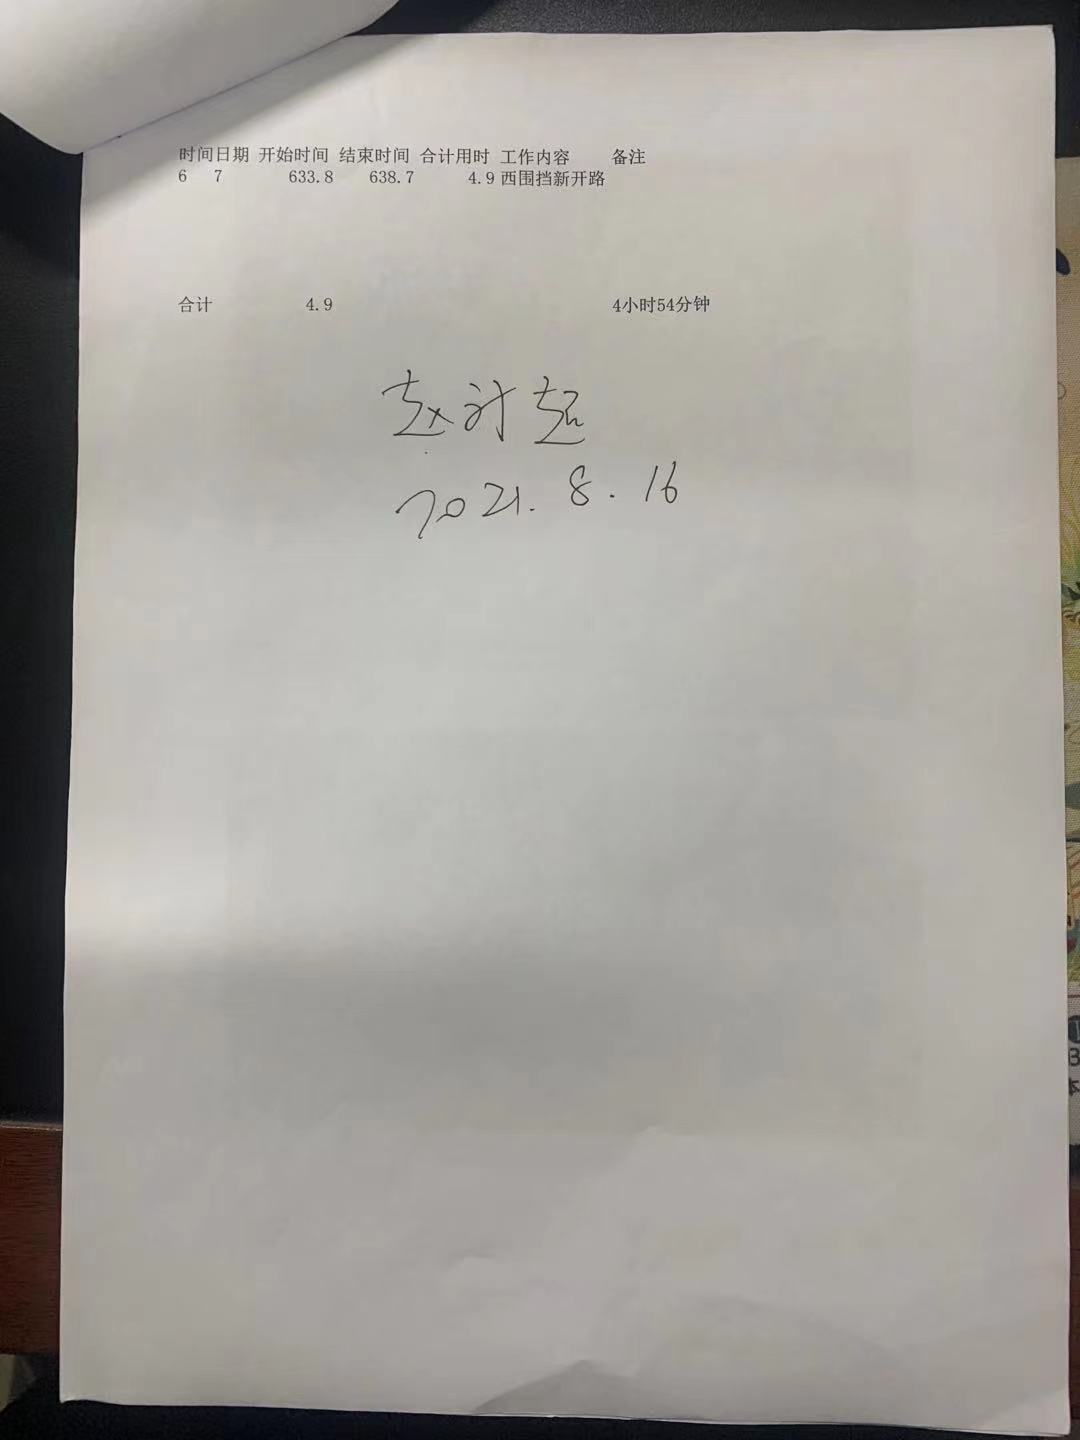 时间日期 开始时间 结束时间 合计用时 工作内容 备注
6 7 633.8 638.7 4.9 西围挡新开路
合计 4.9 4小时54分钟
赵计超
2021.8.16